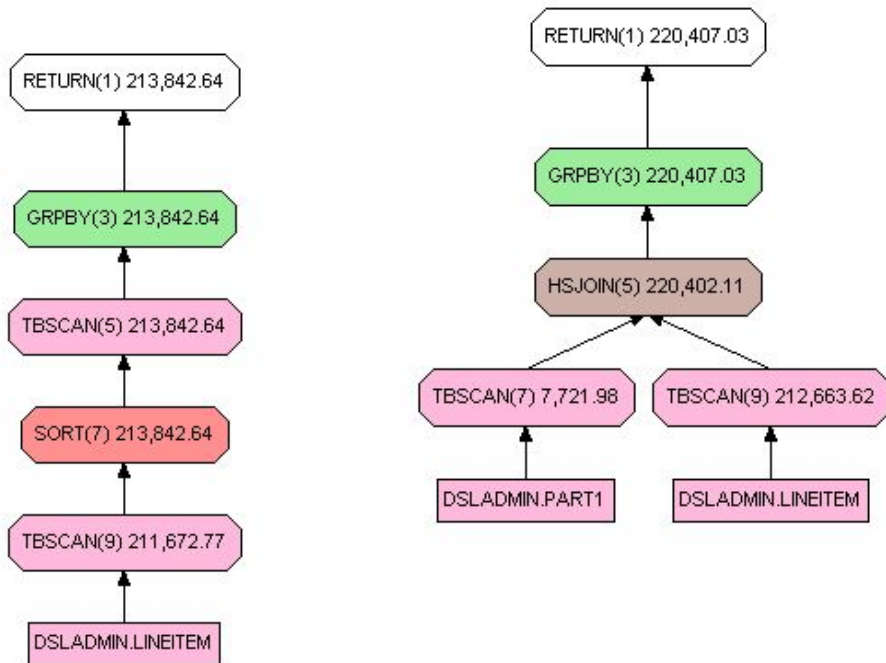 RETURN(1) 213,842.64
GRPBY(3) 213,842.64
TBSCAN(5) 213,842.64
SORT(7) 213,842.64
TBSCAN(9) 211,672.77
DSLADMIN.LINEITEM
RETURN(1) 220,407.03
GRPBY(3) 220,407.03
HSJOIN(5) 220,402.11
TBSCAN(7) 7,721.98
TBSCAN(9) 212,663.62
DSLADMIN.PART1
DSLADMIN.LINEITEM